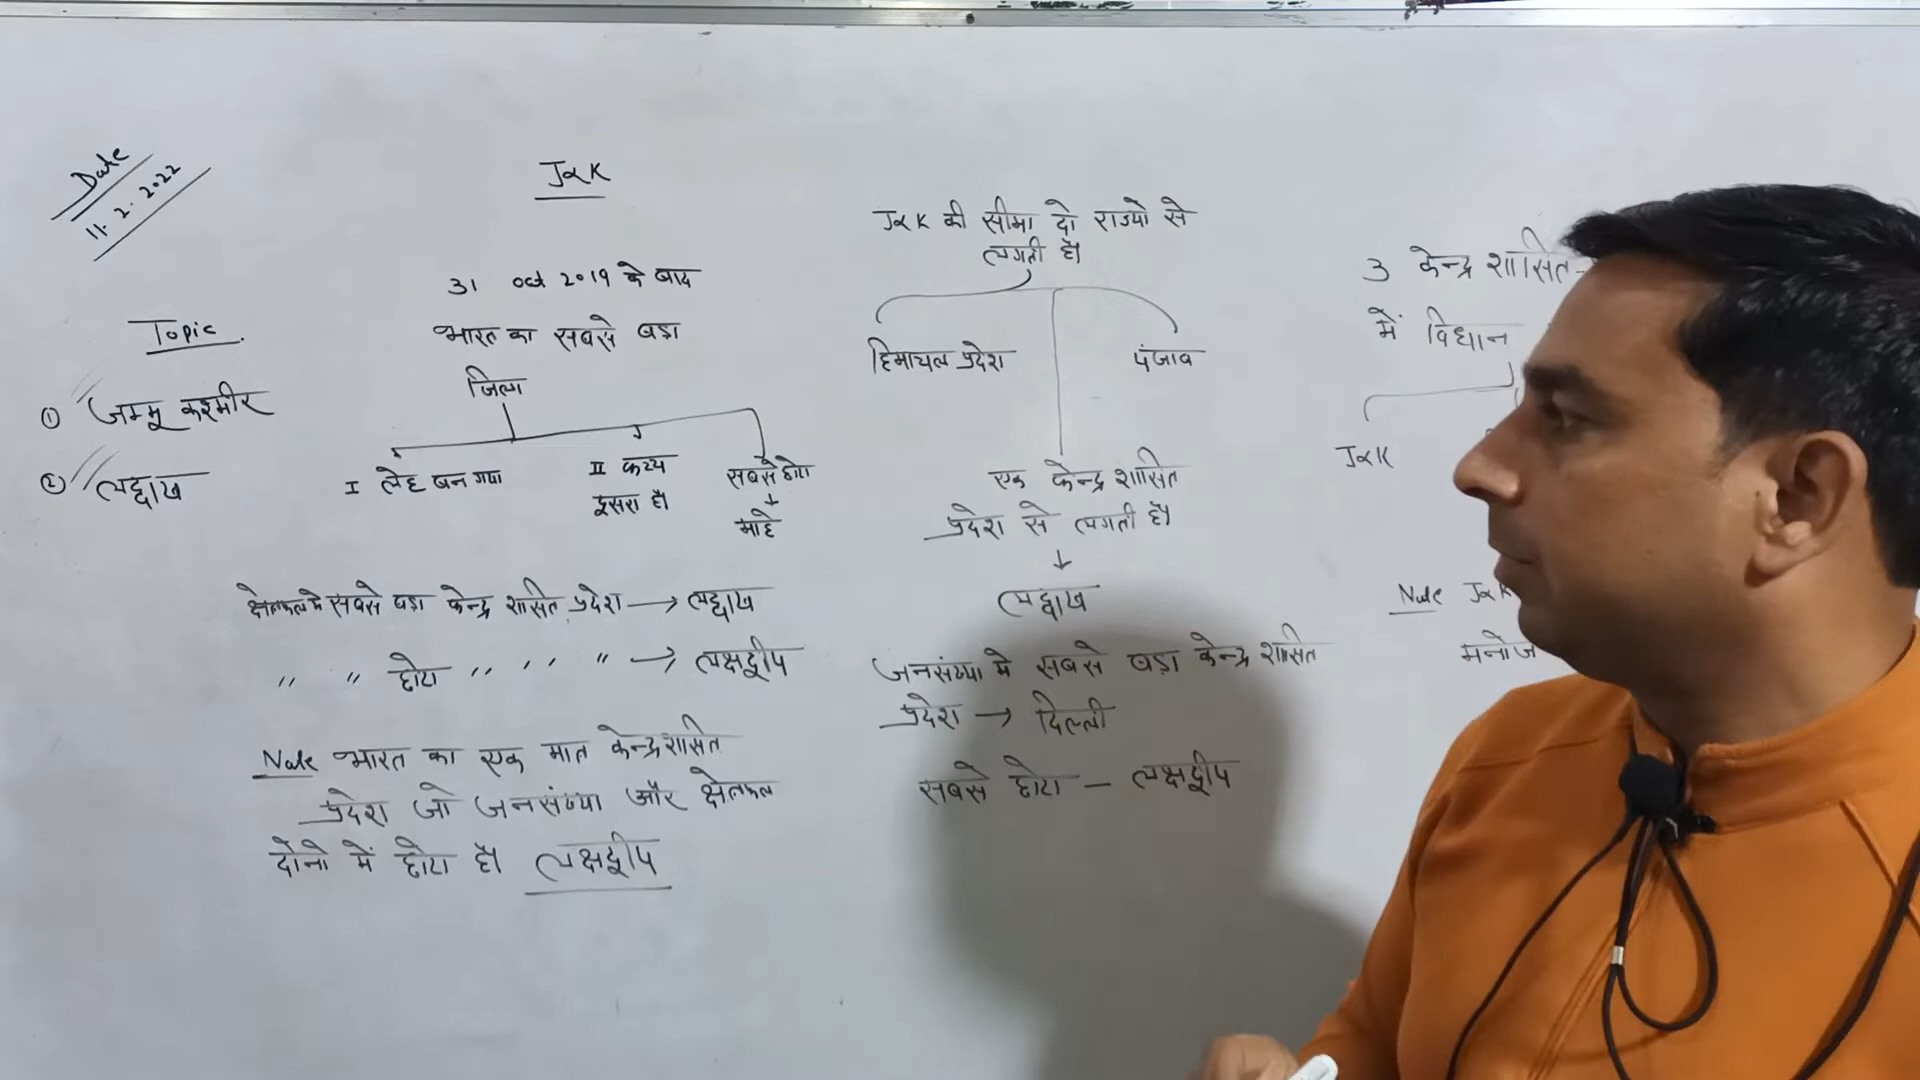 Date
11.2.2022
Topic
① जम्मू कश्मीर
② लद्दाख
J&K
31 oct 2019 के बाद
भारत का सबसे बड़ा
जिला
I लेह बन गया
II कच्छ
दूसरा है।
सबसे छोटा
↓
माहे
क्षेत्रफल मे सबसे बड़ा केन्द्र शासित प्रदेश → लद्दाख
" " छोटा " " " → लक्षद्वीप
Note भारत का एक मात्र केन्द्र शासित
प्रदेश जो जनसंख्या और क्षेत्रफल
दोनो में छोटा है। लक्षद्वीप
J&K की सीमा दो राज्यो से
लगती है।
हिमाचल प्रदेश
पंजाब
एक केन्द्र शासित
प्रदेश से लगती है।
↓
लद्दाख
जनसंख्या मे सबसे बड़ा केन्द्र शासित
प्रदेश → दिल्ली
सबसे छोटा – लक्षद्वीप
3 केन्द्र शासित
में विधान
J&K
Note J&K
मनोज